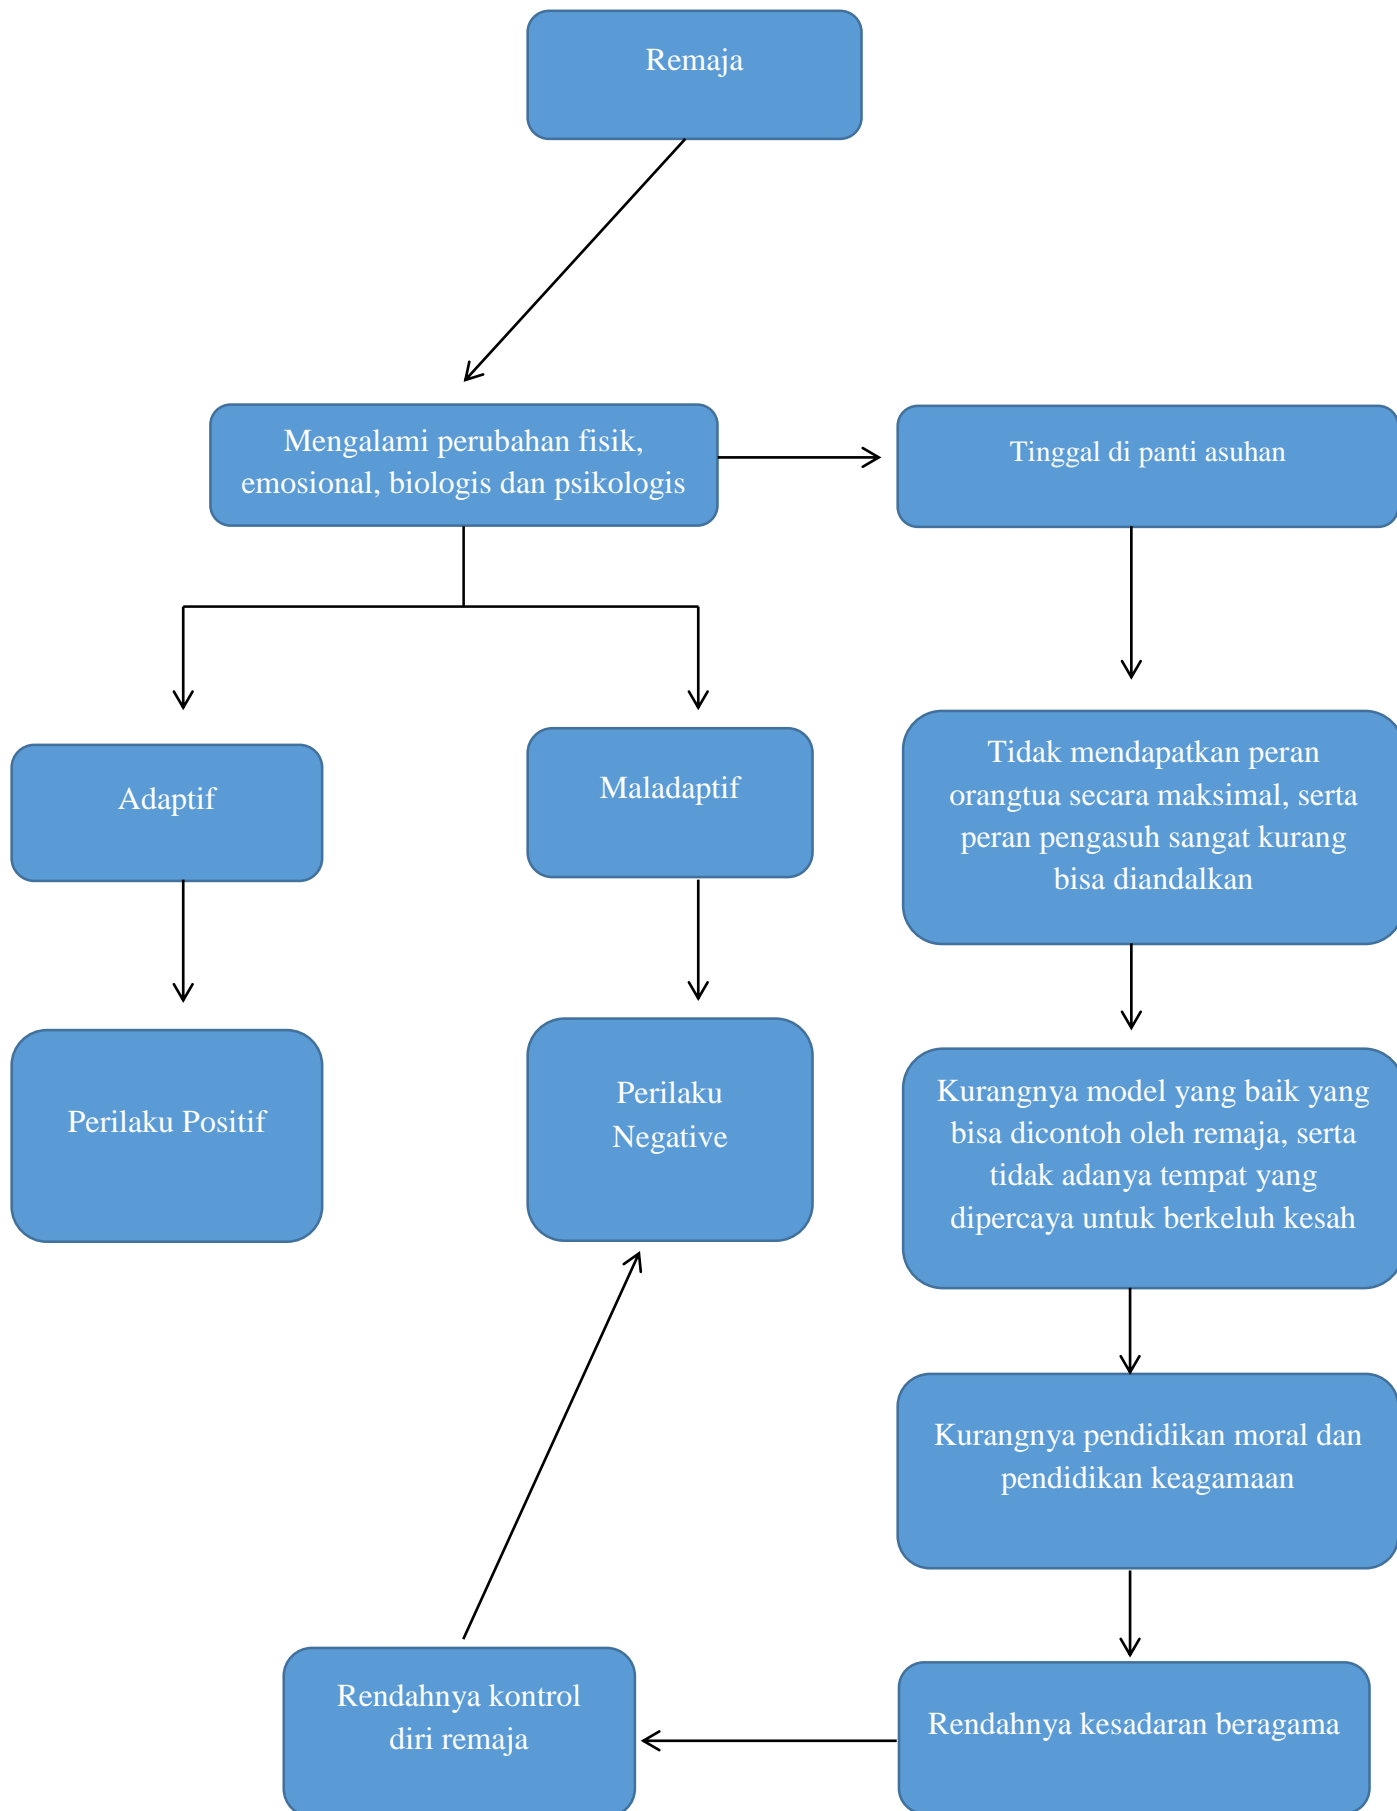 Remaja
Mengalami perubahan fisik,
emosional, biologis dan psikologis
Tinggal di panti asuhan
Adaptif
Maladaptif
Tidak mendapatkan peran
orangtua secara maksimal, serta
peran pengasuh sangat kurang
bisa diandalkan
Perilaku Positif
Perilaku
Negative
Kurangnya model yang baik yang
bisa dicontoh oleh remaja, serta
tidak adanya tempat yang
dipercaya untuk berkeluh kesah
Kurangnya pendidikan moral dan
pendidikan keagamaan
Rendahnya kesadaran beragama
Rendahnya kontrol
diri remaja